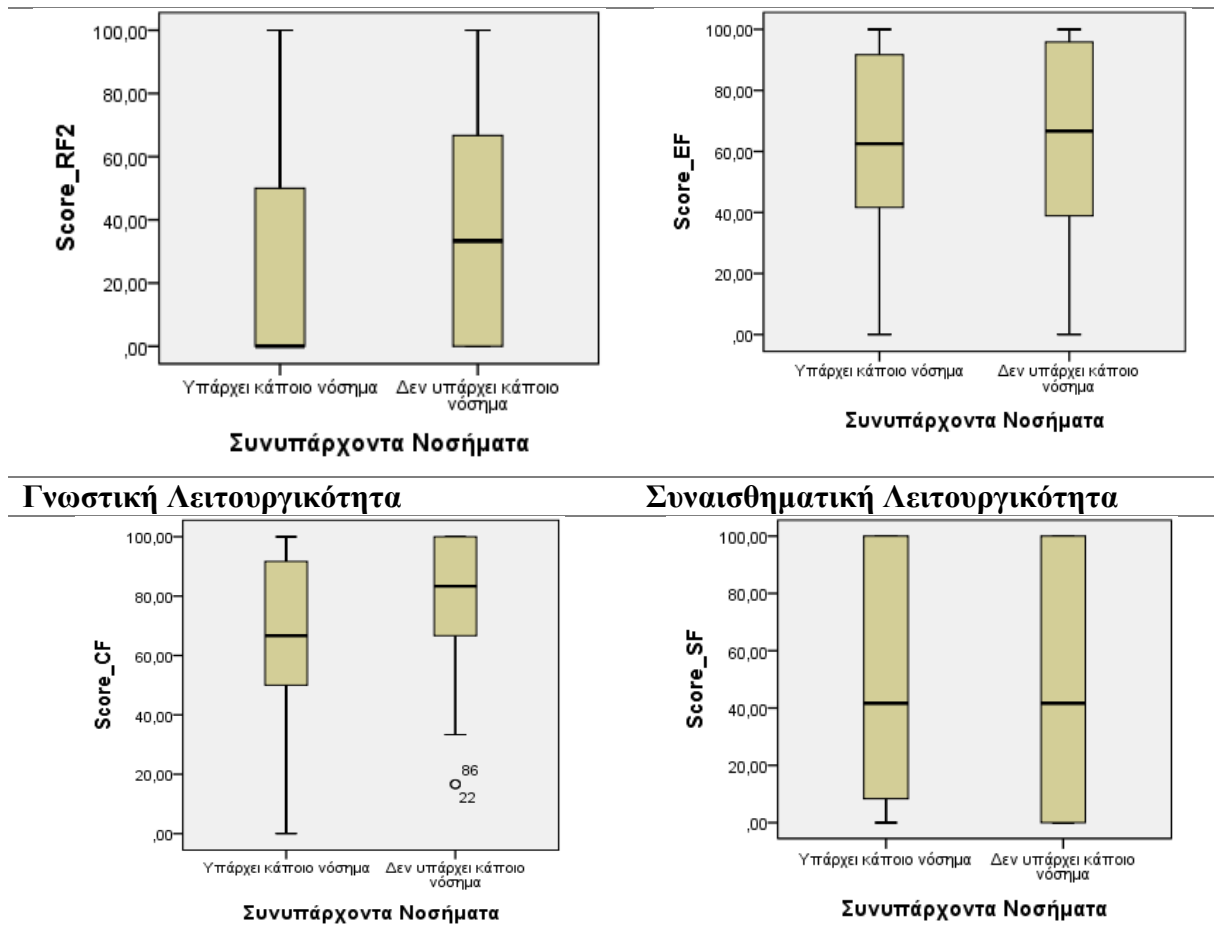 100,00
80,00
60,00
40,00
20,00
,00
Score_RF2
Υπάρχει κάποιο νόσημα
Δεν υπάρχει κάποιο
νόσημα
Συνυπάρχοντα Νοσήματα
100,00
80,00
60,00
40,00
20,00
,00
Score_EF
Υπάρχει κάποιο νόσημα
Δεν υπάρχει κάποιο
νόσημα
Συνυπάρχοντα Νοσήματα
Γνωστική Λειτουργικότητα
Συναισθηματική Λειτουργικότητα
100,00
80,00
60,00
40,00
20,00
,00
Score_CF
86
22
Υπάρχει κάποιο νόσημα
Δεν υπάρχει κάποιο
νόσημα
Συνυπάρχοντα Νοσήματα
100,00
80,00
60,00
40,00
20,00
,00
Score_SF
Υπάρχει κάποιο νόσημα
Δεν υπάρχει κάποιο
νόσημα
Συνυπάρχοντα Νοσήματα